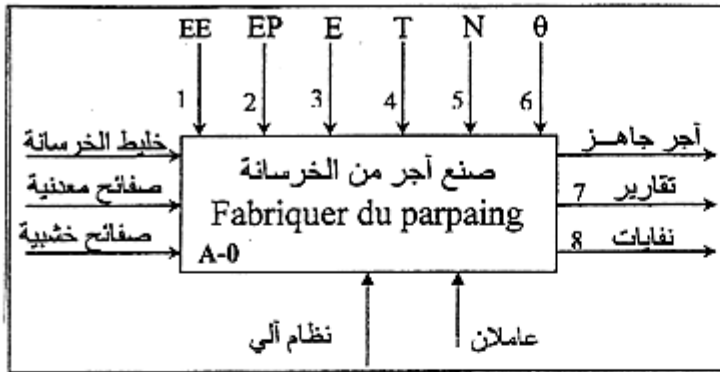 EE EP E T N θ
1 2 3 4 5 6
خليط الخرسانة
صفائح معدنية
صفائح خشبية
صنع آجر من الخرسانة
Fabriquer du parpaing
A-0
آجر جاهــز
7 تقارير
8 نفايات
نظام آلي
عاملان